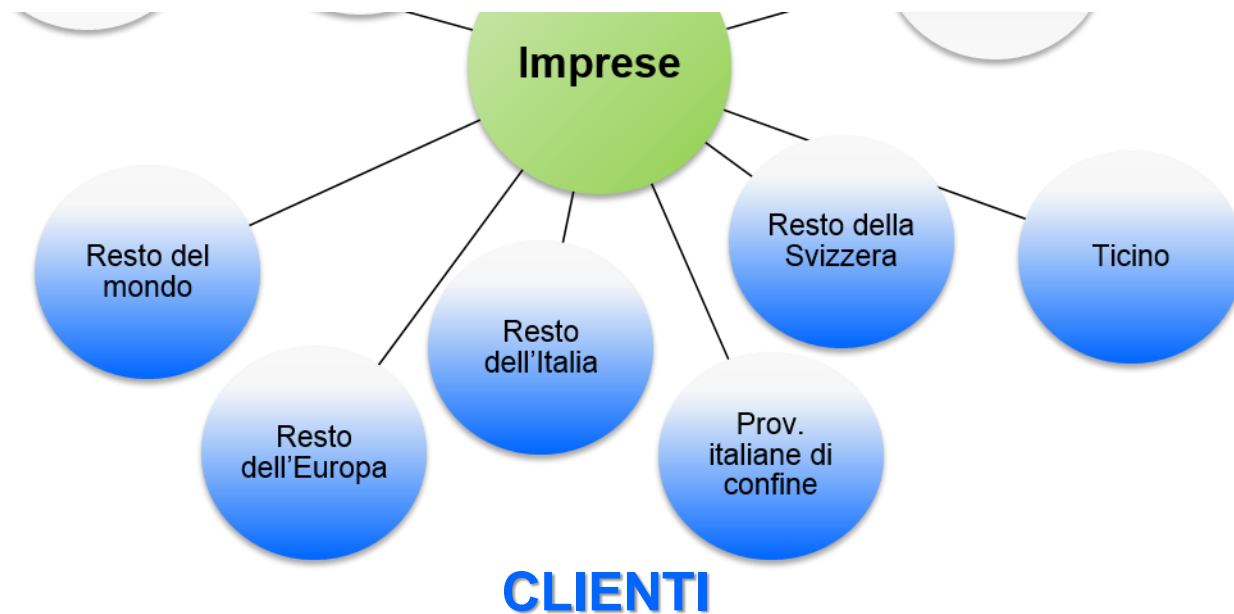 Imprese
Resto del
mondo
Resto
dell’Europa
Resto
dell’Italia
Prov.
italiane di
confine
Resto della
Svizzera
Ticino
CLIENTI